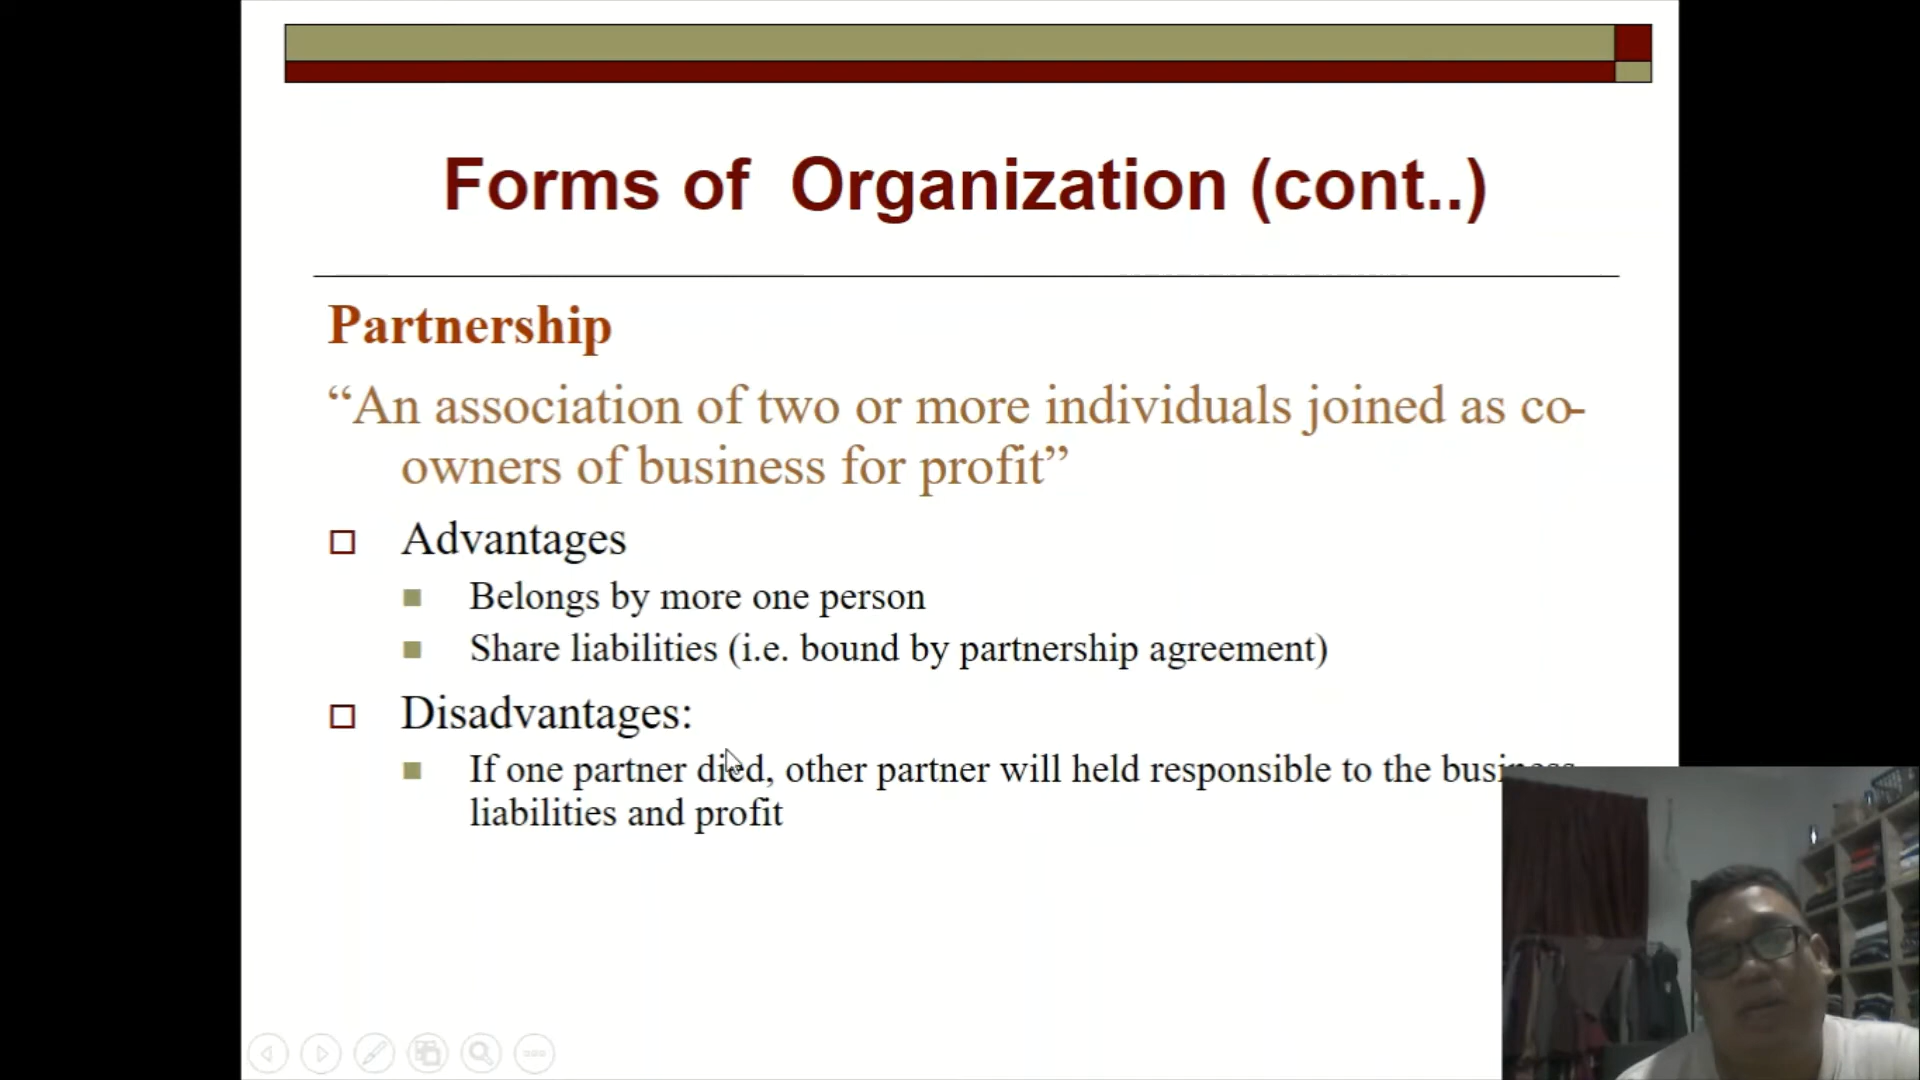 Forms of Organization (cont..)
Partnership
“An association of two or more individuals joined as co-
owners of business for profit”
Advantages
Belongs by more one person
Share liabilities (i.e. bound by partnership agreement)
Disadvantages:
If one partner died, other partner will held responsible to the business
liabilities and profit